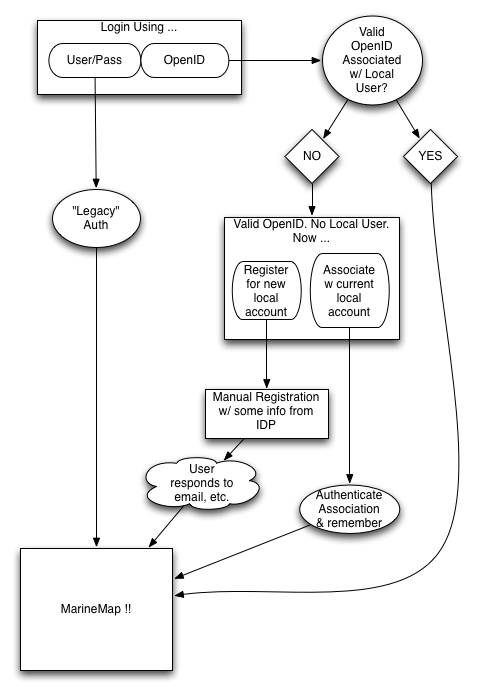 Login Using ...
User/Pass
OpenID
Valid
OpenID
Associated
w/ Local
User?
NO
YES
"Legacy"
Auth
Valid OpenID. No Local User.
Now ...
Register
for new
local
account
Associate
w current
local
account
Manual Registration
w/ some info from
IDP
User
responds to
email, etc.
Authenticate
Association
& remember
MarineMap !!